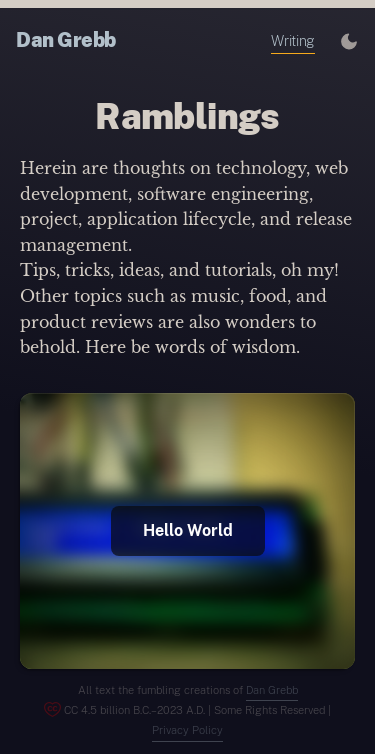 Dan Grebb
Writing
Ramblings
Herein are thoughts on technology, web
development, software engineering,
project, application lifecycle, and release
management.
Tips, tricks, ideas, and tutorials, oh my!
Other topics such as music, food, and
product reviews are also wonders to
behold. Here be words of wisdom.
Hello World
All text the fumbling creations of Dan Grebb
CC 4.5 billion B.C.–2023 A.D. | Some Rights Reserved |
Privacy Policy